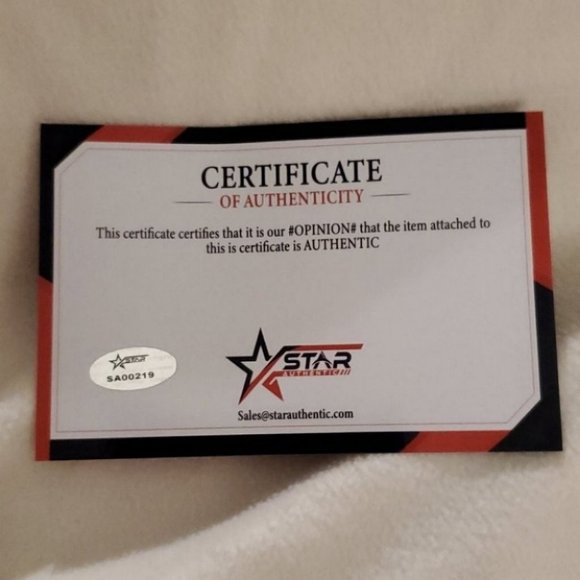 CERTIFICATE
OF AUTHENTICITY
This certificate certifies that it is our #OPINION# that the item attached to
this is certificate is AUTHENTIC
STAR
SA00219
STAR
AUTHENTIC///
Sales@starauthentic.com